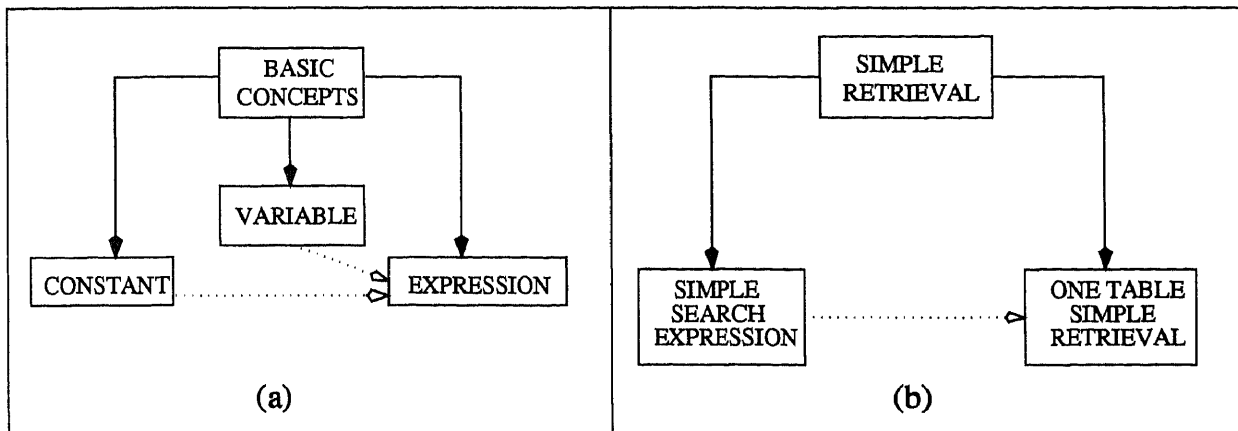 BASIC
CONCEPTS
VARIABLE
CONSTANT
EXPRESSION
(a)
SIMPLE
RETRIEVAL
SIMPLE
SEARCH
EXPRESSION
ONE TABLE
SIMPLE
RETRIEVAL
(b)